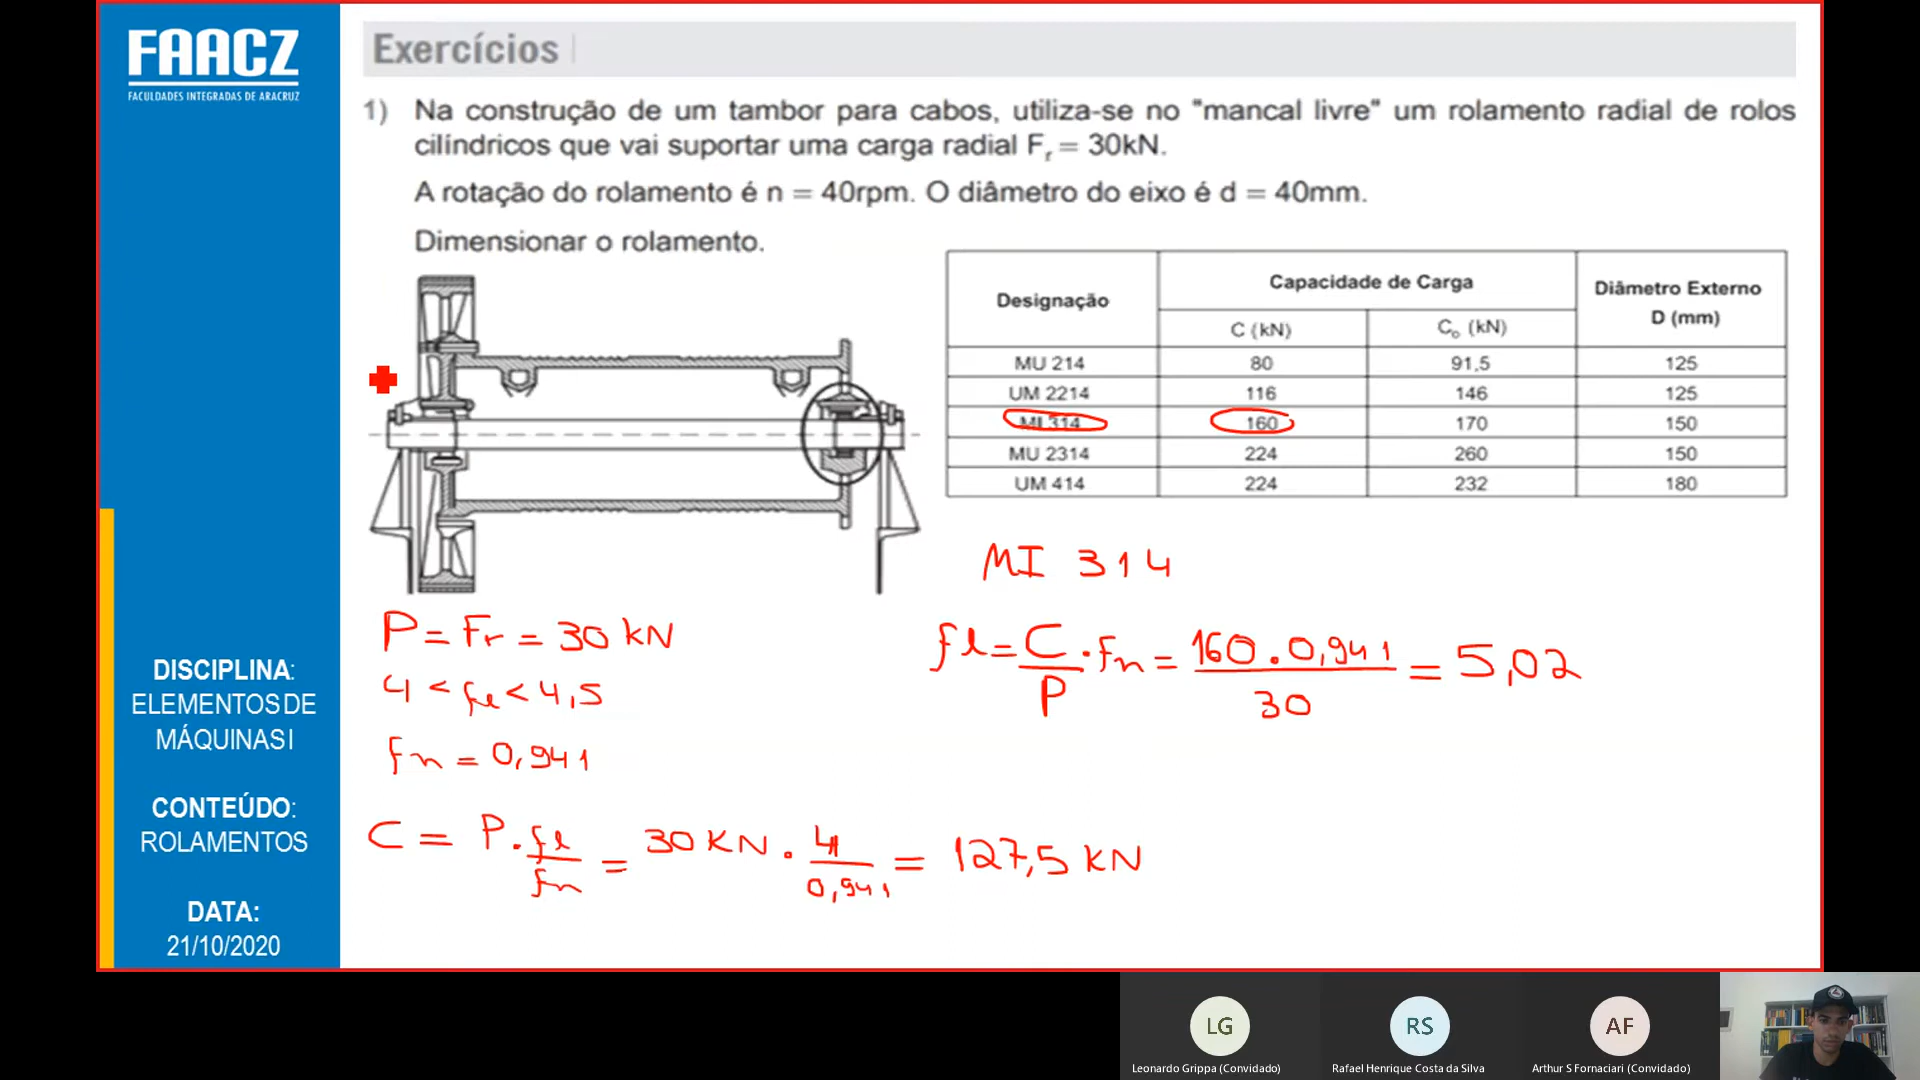 FAACZ
FACULDADES INTEGRADAS DE ARACRUZ
Exercícios
1) Na construção de um tambor para cabos, utiliza-se no "mancal livre" um rolamento radial de rolos
cilíndricos que vai suportar uma carga radial Fr = 30kN.
A rotação do rolamento é n = 40rpm. O diâmetro do eixo é d = 40mm.
Dimensionar o rolamento.
Designação Capacidade de Carga Diâmetro Externo
D (mm)
C (kN) Co (kN)
MU 214 80 91,5 125
UM 2214 116 146 125
MI 314 160 170 150
MU 2314 224 260 150
UM 414 224 232 180
MI 314
P = Fr = 30 kN
fl = C/P . fn = 160 . 0,941/30 = 5,02
4 < fl < 4,5
fn = 0,941
C = P . fl/fn = 30 KN . 4/0,941 = 127,5 KN
DISCIPLINA:
ELEMENTOS DE
MÁQUINAS I
CONTEÚDO:
ROLAMENTOS
DATA:
21/10/2020
LG RS AF
Leonardo Grippa (Convidado) Rafael Henrique Costa da Silva Arthur S Fornaciari (Convidado)